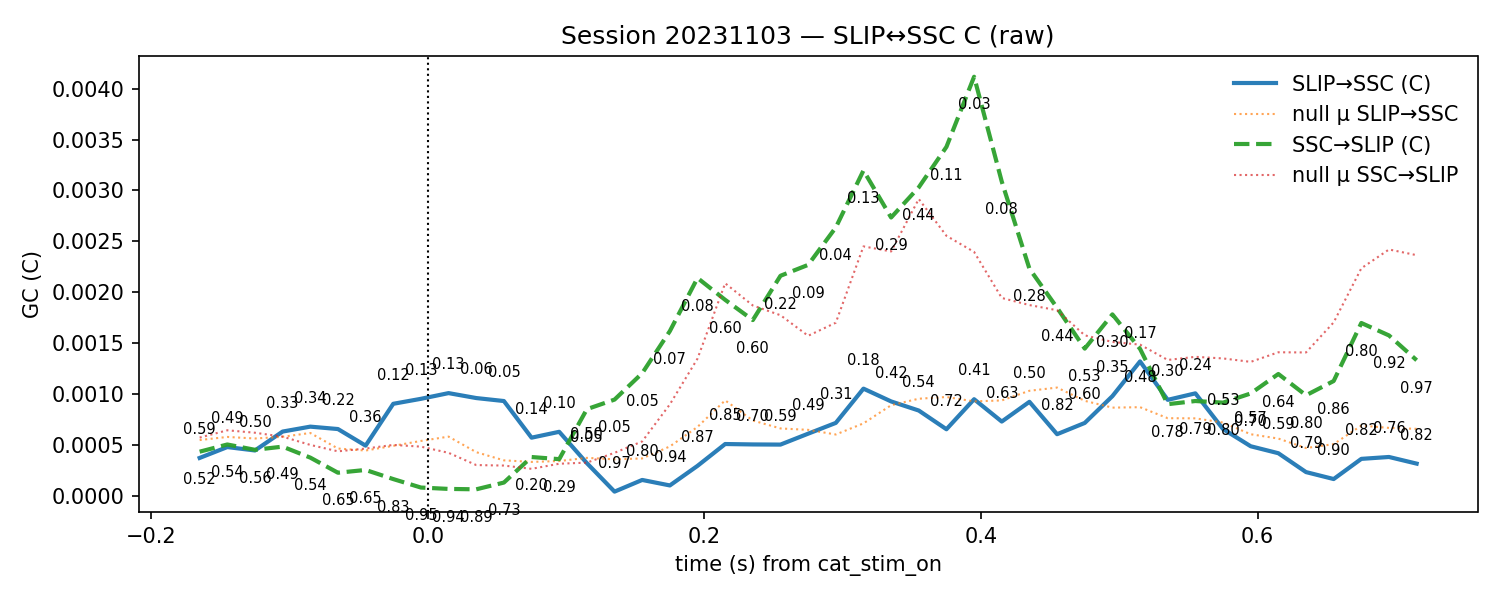 Session 20231103 — SLIP↔SSC C (raw)
GC (C)
0.0040
0.0035
0.0030
0.0025
0.0020
0.0015
0.0010
0.0005
0.0000
SLIP→SSC (C)
null μ SLIP→SSC
SSC→SLIP (C)
null μ SSC→SLIP
0.59 0.49 0.50 0.33 0.34 0.22 0.36 0.12 0.13 0.13 0.06 0.05 0.14 0.10 0.97 0.80 0.94 0.87 0.85 0.70 0.59 0.49 0.31 0.18 0.42 0.54 0.72 0.41 0.63 0.50 0.82 0.60 0.35 0.17 0.30 0.24
0.52 0.54 0.56 0.49 0.54 0.65 0.65 0.83 0.95 0.94 0.89 0.73 0.20 0.29 0.05 0.05 0.05 0.07 0.08 0.60 0.60 0.22 0.09 0.04 0.13 0.29 0.44 0.11 0.03 0.08 0.28 0.44 0.53 0.30 0.48 0.78 0.79 0.80 0.70 0.64 0.80 0.86 0.80 0.92 0.97
0.53 0.57 0.59 0.79 0.90 0.82 0.76 0.82
−0.2 0.0 0.2 0.4 0.6
time (s) from cat_stim_on